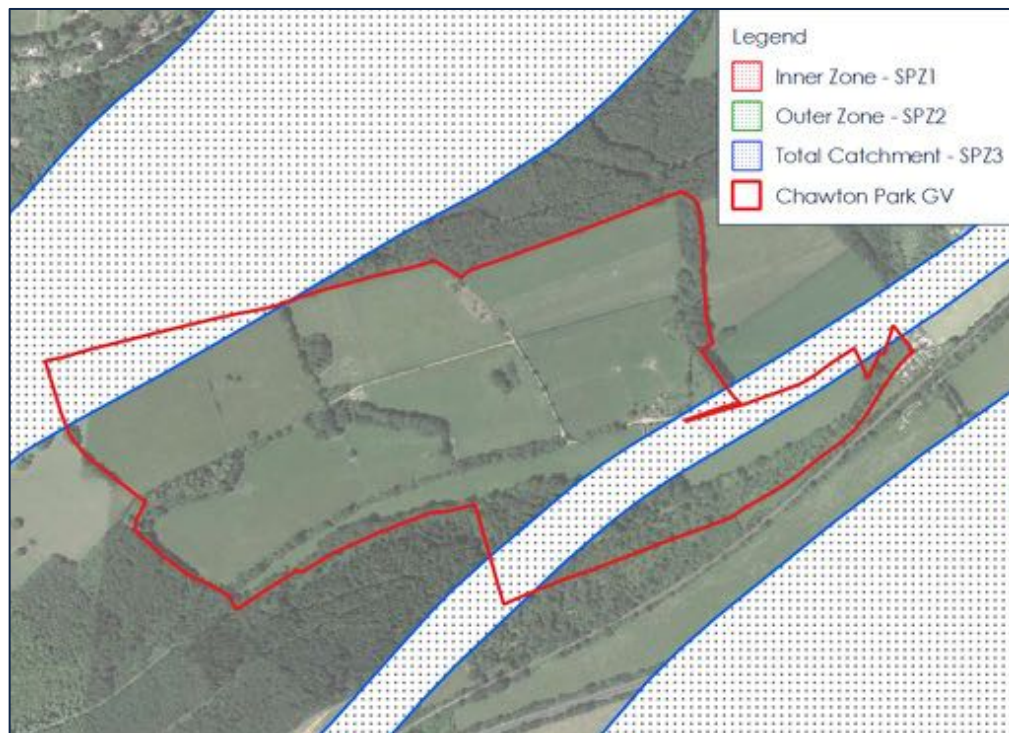 Legend
Inner Zone - SPZ1
Outer Zone - SPZ2
Total Catchment - SPZ3
Chawton Park GV